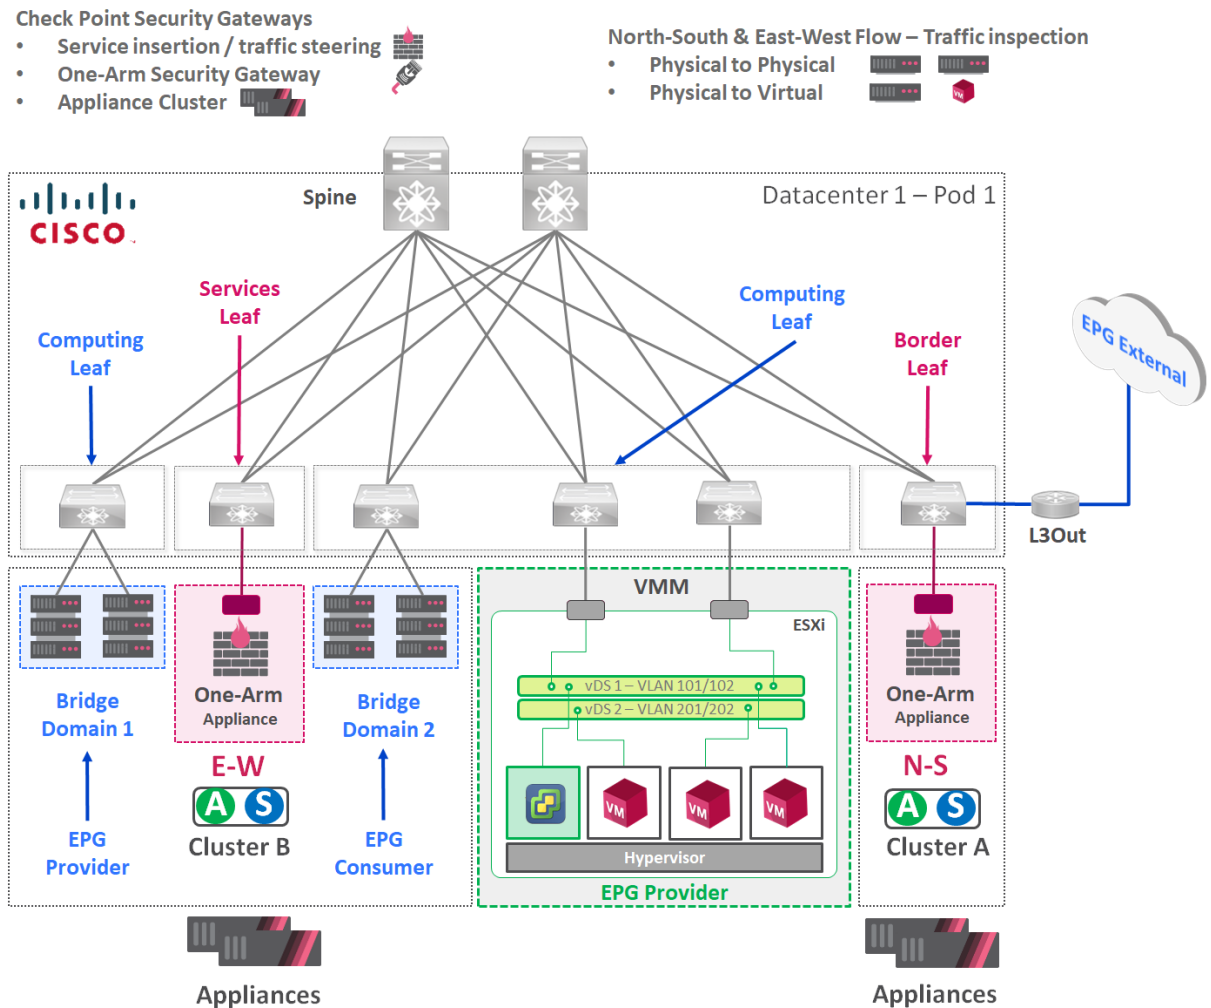 Check Point Security Gateways
• Service insertion / traffic steering
• One-Arm Security Gateway
• Appliance Cluster
North-South & East-West Flow – Traffic inspection
• Physical to Physical
• Physical to Virtual
VM
CISCO
Spine
Datacenter 1 – Pod 1
Services
Leaf
Computing
Leaf
Computing
Leaf
Border
Leaf
EPG External
L3Out
Bridge
Domain 1
EPG
Provider
One-Arm
Appliance
E-W
A S
Cluster B
Bridge
Domain 2
EPG
Consumer
VMM
ESXi
vDS 1 – VLAN 101/102
vDS 2 – VLAN 201/202
VM
VM
VM
Hypervisor
EPG Provider
One-Arm
Appliance
N-S
A S
Cluster A
Appliances
Appliances